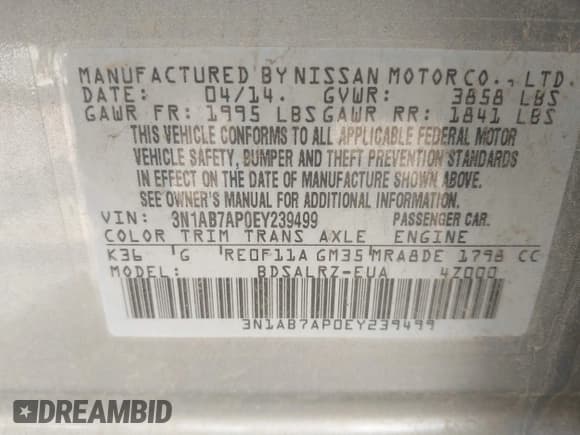 MANUFACTURED BY NISSAN MOTOR CO., LTD.
DATE: 04/14. GVWR: 3858 LBS
GAWR FR: 1995 LBS GAWR RR: 1841 LBS
THIS VEHICLE CONFORMS TO ALL APPLICABLE FEDERAL MOTOR
VEHICLE SAFETY, BUMPER AND THEFT PREVENTION STANDARDS
IN EFFECT ON THE DATE OF MANUFACTURE SHOWN ABOVE.
SEE OWNER'S MANUAL FOR ADDITIONAL INFORMATION.
VIN: 3N1AB7AP0EY239499 PASSENGER CAR.
COLOR TRIM TRANS AXLE ENGINE
K36 G RE0F11A GM35 MRA8DE 1798 CC
MODEL: BDSALRZ-EUA 4Z000
3N1AB7AP0EY239499
DREAMBID